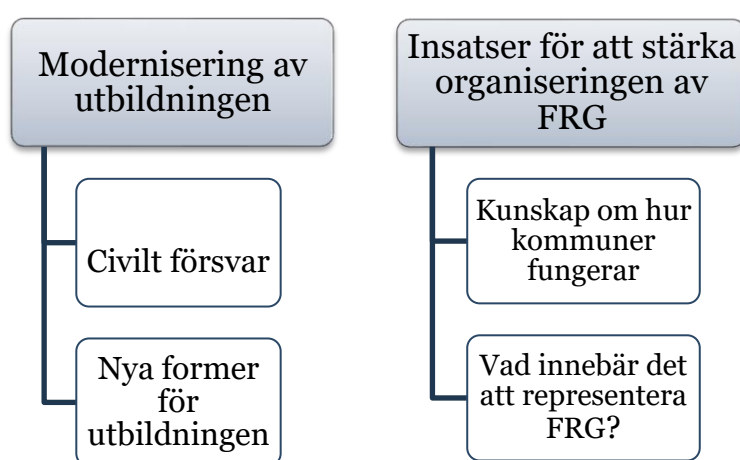 Modernisering av
utbildningen
Civilt försvar
Nya former
för
utbildningen
Insatser för att stärka
organiseringen av
FRG
Kunskap om hur
kommuner
fungerar
Vad innebär det
att representera
FRG?